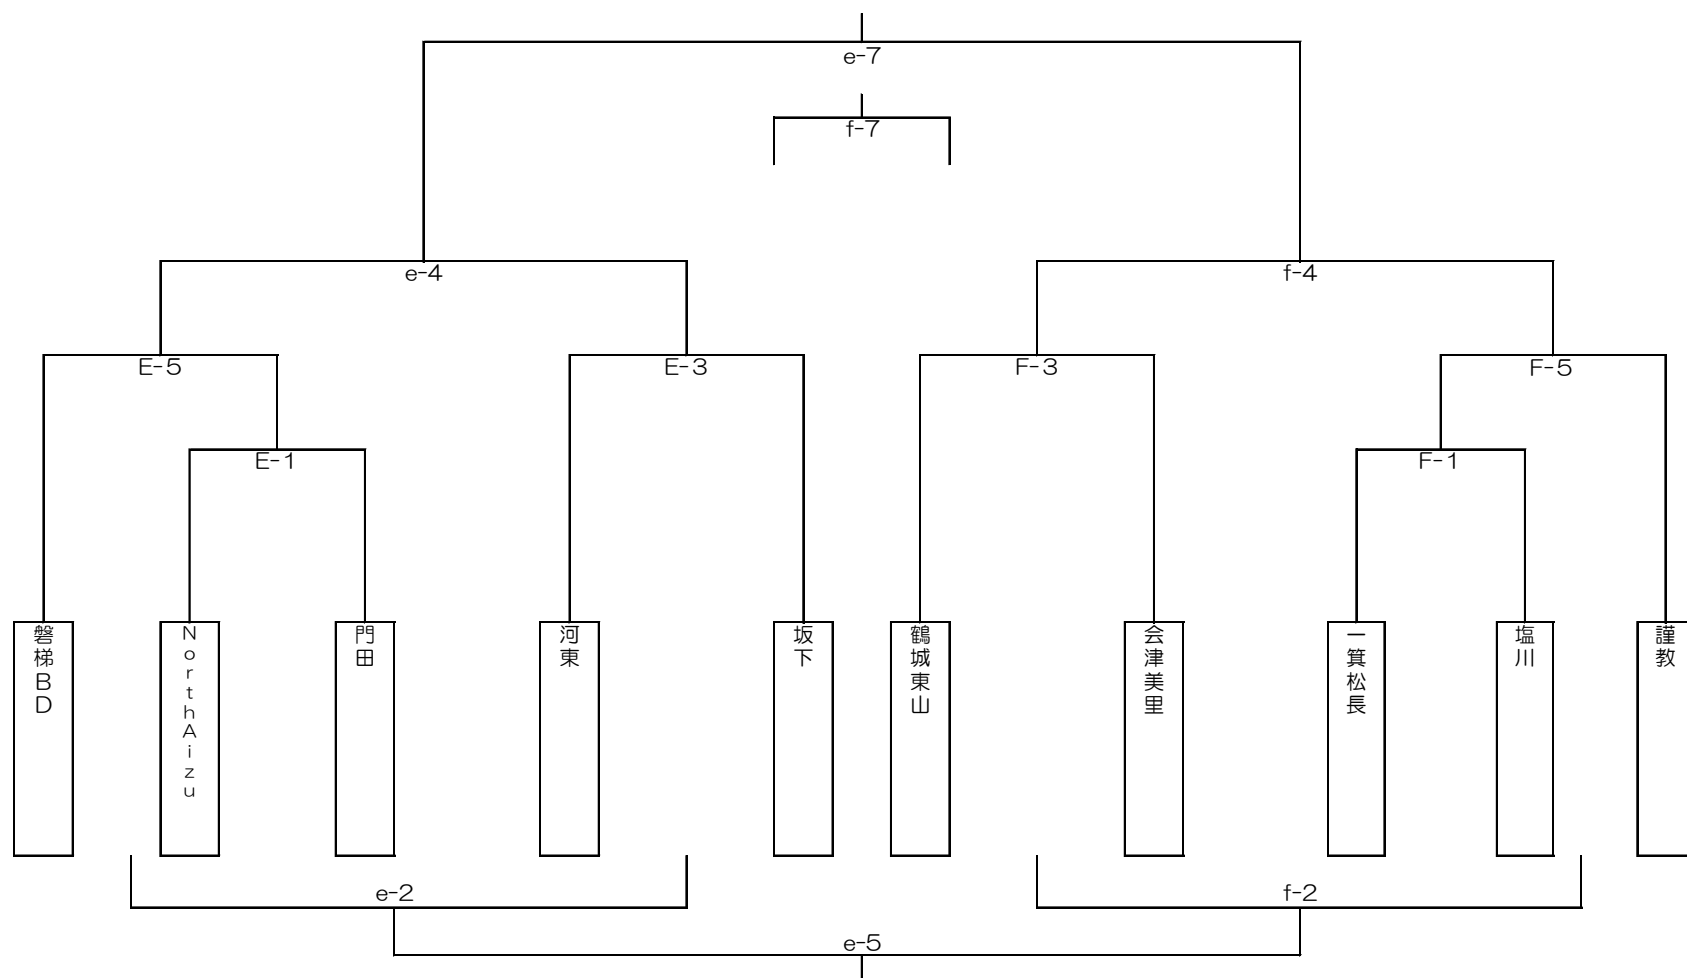 e-7
f-7
e-4
f-4
E-5
E-3
F-3
F-5
E-1
F-1
磐梯BD
NorthAizu
門田
河東
坂下
鶴城東山
会津美里
一箕松長
塩川
謹教
e-2
f-2
e-5